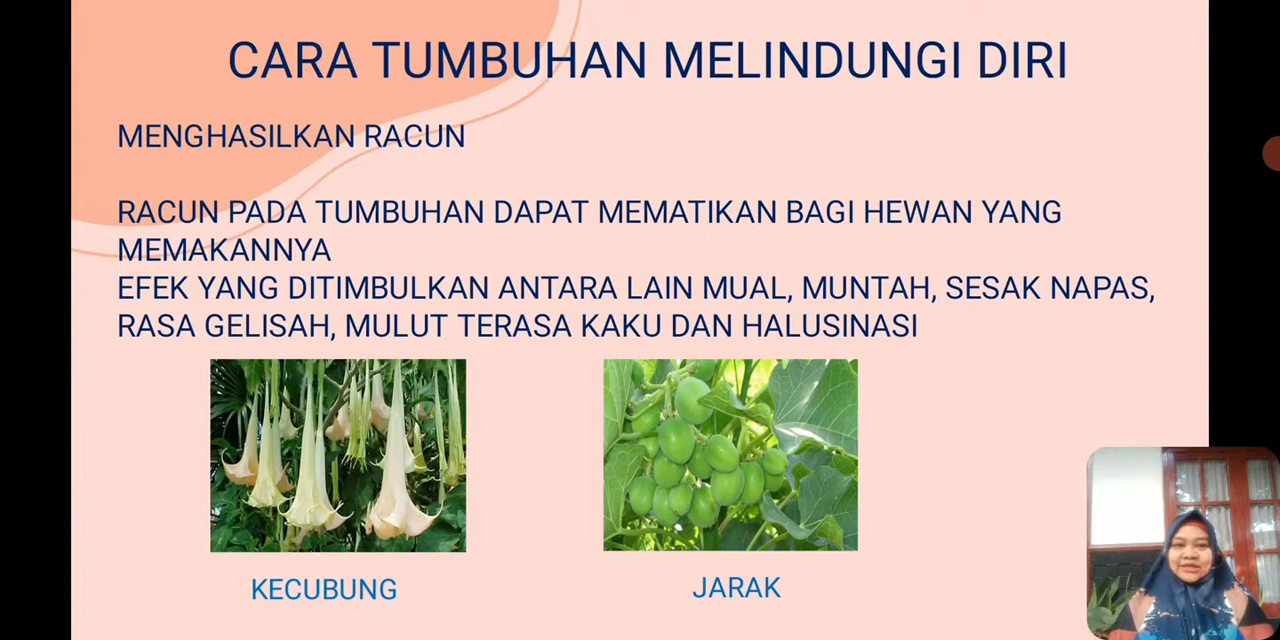 CARA TUMBUHAN MELINDUNGI DIRI
MENGHASILKAN RACUN
RACUN PADA TUMBUHAN DAPAT MEMATIKAN BAGI HEWAN YANG
MEMAKANNYA
EFEK YANG DITIMBULKAN ANTARA LAIN MUAL, MUNTAH, SESAK NAPAS,
RASA GELISAH, MULUT TERASA KAKU DAN HALUSINASI
KECUBUNG
JARAK